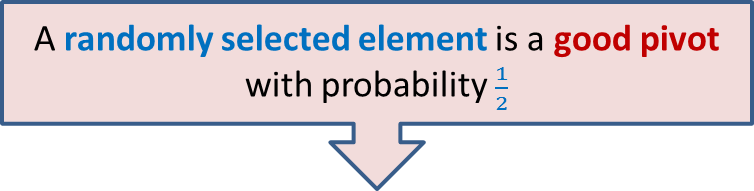 A randomly selected element is a good pivot
with probability 1/2